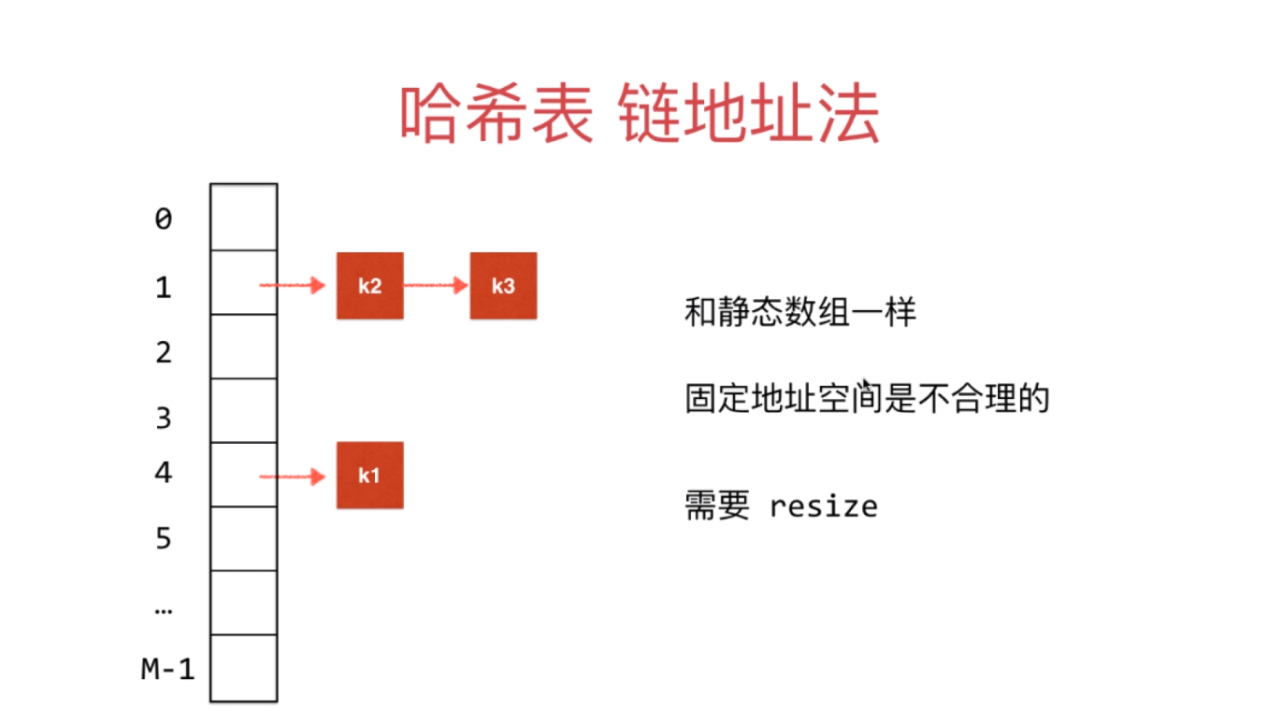 哈希表 链地址法
0
1
k2
k3
和静态数组一样
2
3
固定地址空间是不合理的
4
k1
需要 resize
5
…
M-1